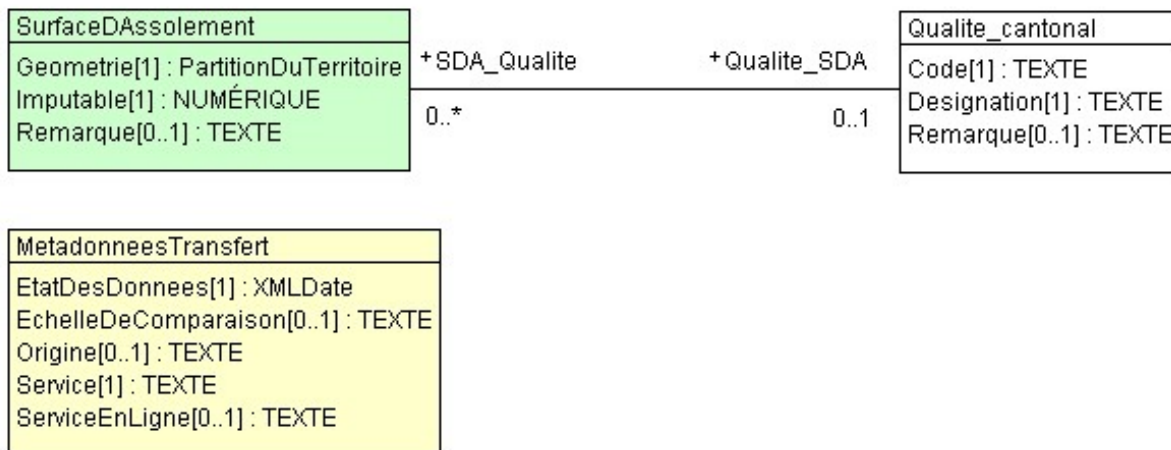 SurfaceDAssolement
Geometrie[1] : PartitionDuTerritoire
Imputable[1] : NUMÉRIQUE
Remarque[0..1] : TEXTE
+SDA_Qualite
0..*
+Qualite_SDA
0..1
Qualite_cantonal
Code[1] : TEXTE
Designation[1] : TEXTE
Remarque[0..1] : TEXTE
MetadonneesTransfert
EtatDesDonnees[1] : XMLDate
EchelleDeComparaison[0..1] : TEXTE
Origine[0..1] : TEXTE
Service[1] : TEXTE
ServiceEnLigne[0..1] : TEXTE